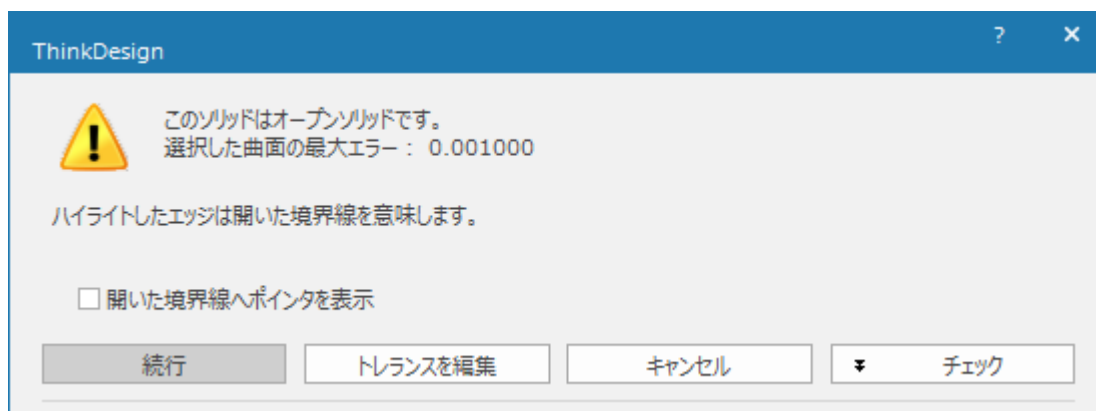 ThinkDesign
このソリッドはオープンソリッドです。
選択した曲面の最大エラー： 0.001000
ハイライトしたエッジは開いた境界線を意味します。
開いた境界線へポインタを表示
続行
トレランスを編集
キャンセル
チェック